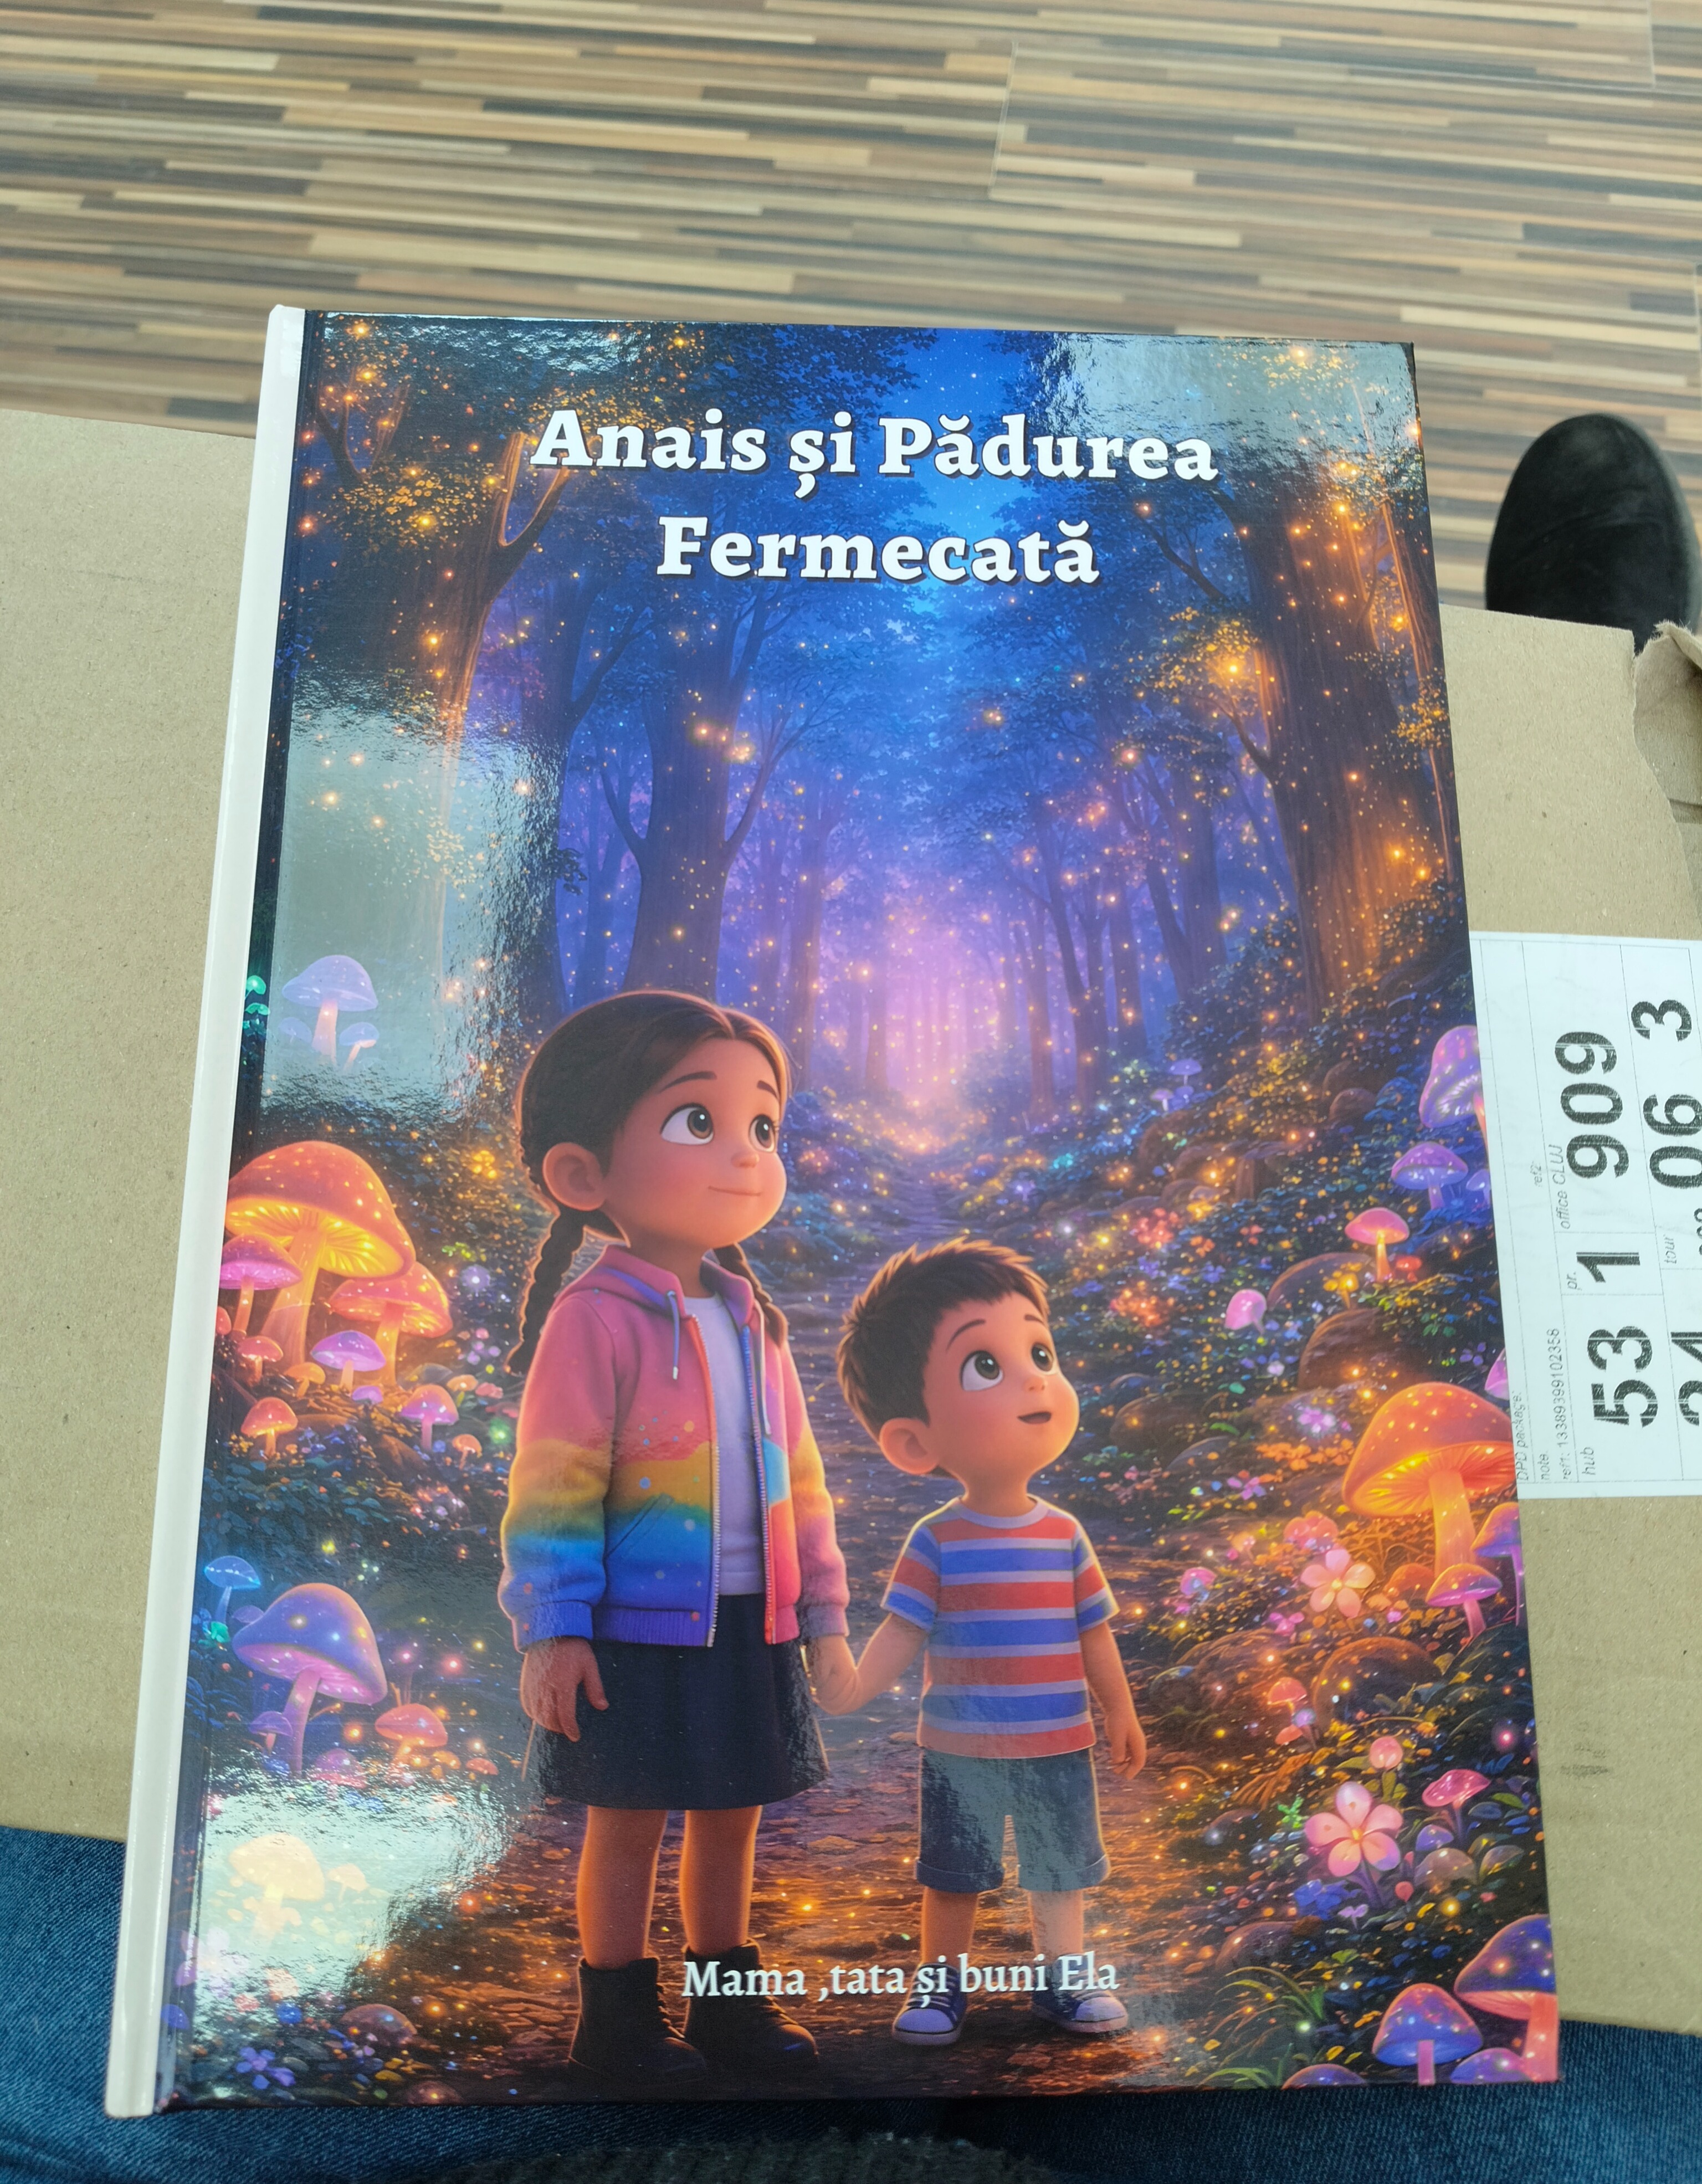 Anais și Pădurea
Fermecată
Mama ,tata și buni Ela
DPD package:
note
ref1: 13389399102358
ref2:
hub
pr.
office CLUJ
53 1 909
tour
06 3